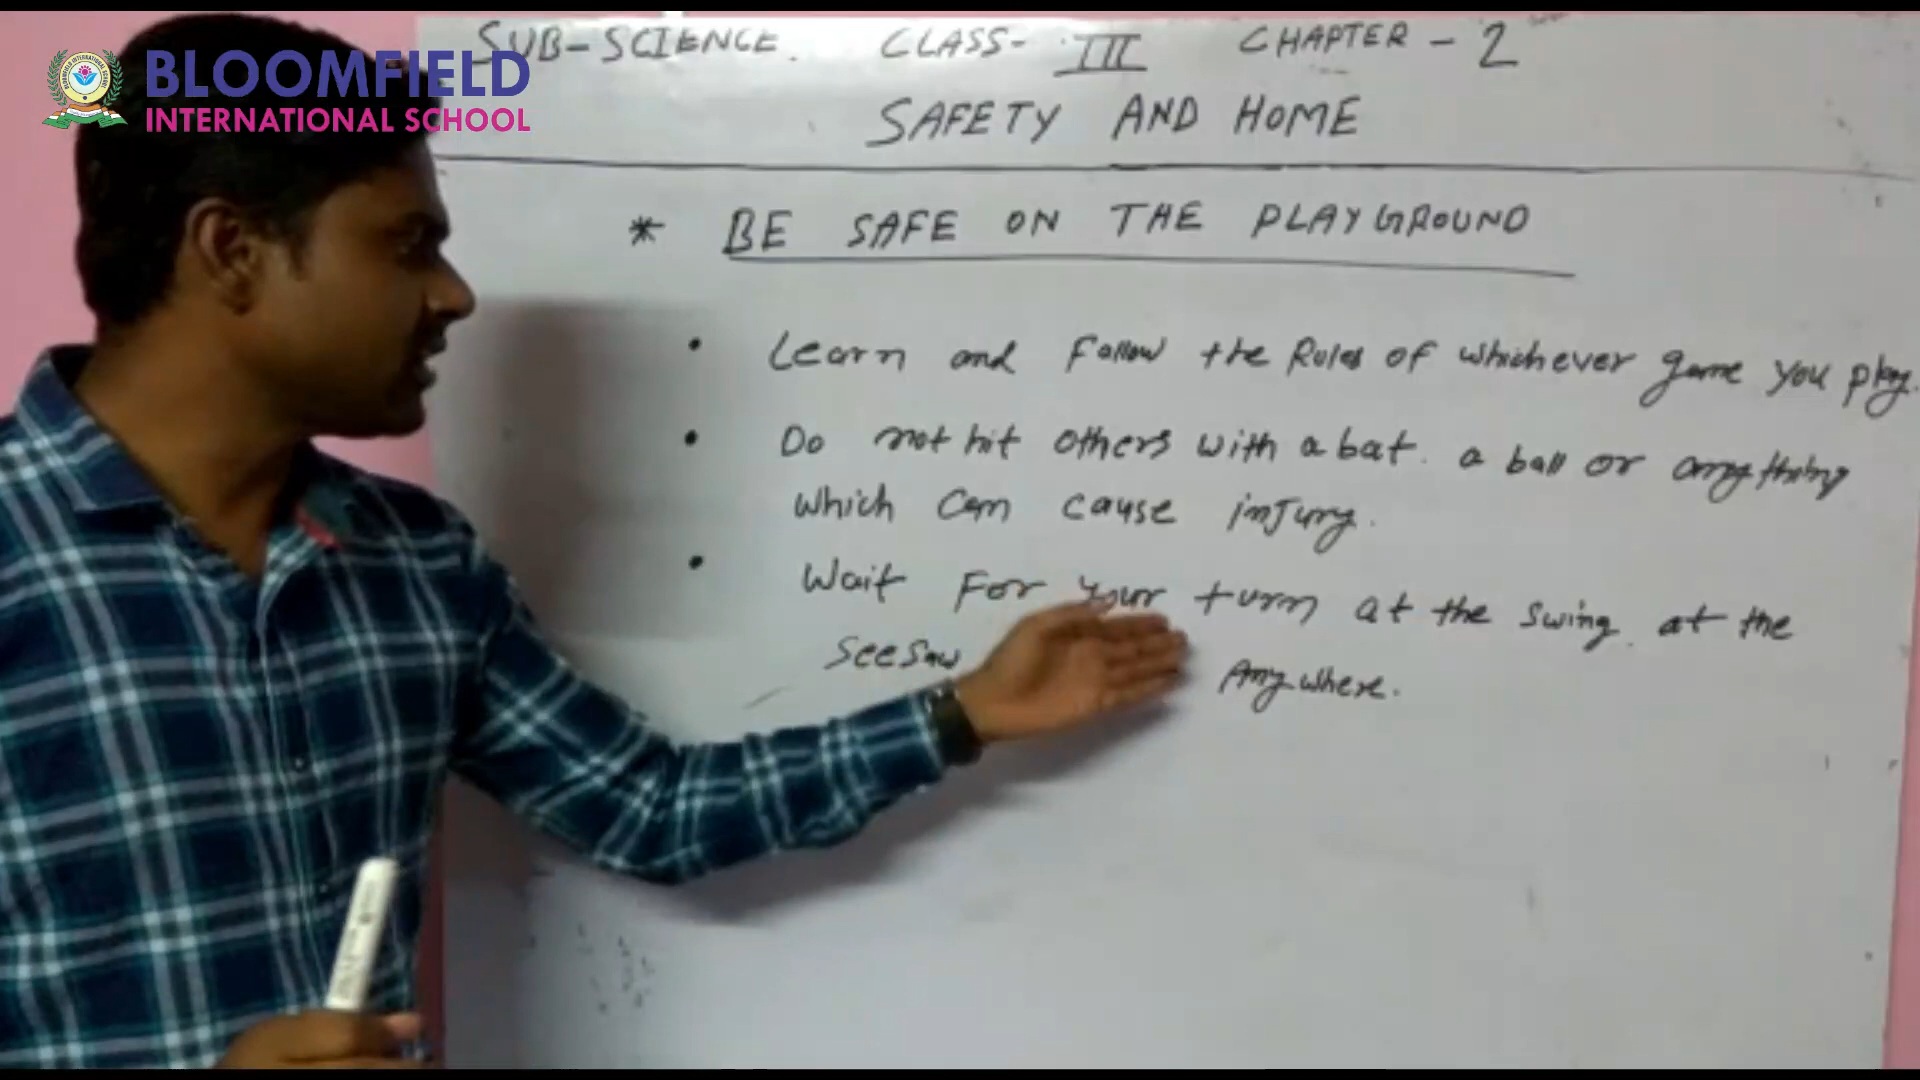 BLOOMFIELD
INTERNATIONAL SCHOOL
SUB-SCIENCE. CLASS- III CHAPTER - 2
SAFETY AND HOME
* BE SAFE ON THE PLAYGROUND
• Learn and Follow the Rules of whichever game you play.
• Do not hit others with a bat. a ball or anything
which can cause injury.
• Wait For your turn at the swing. at the
seesaw Anywhere.